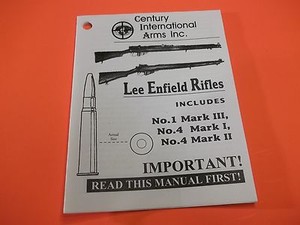 Century
International
Arms Inc.
Lee Enfield Rifles
INCLUDES
No.1 Mark III,
No.4 Mark I,
No.4 Mark II
Actual
Size
IMPORTANT!
READ THIS MANUAL FIRST!